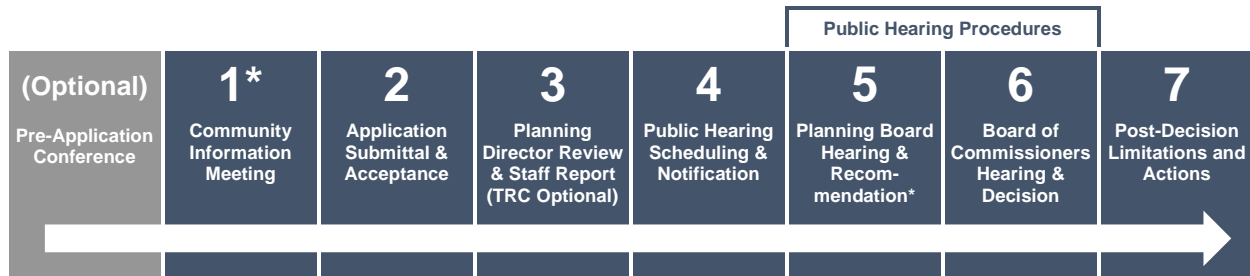 Public Hearing Procedures
(Optional)
Pre-Application
Conference
1*
Community
Information
Meeting
2
Application
Submittal &
Acceptance
3
Planning
Director Review
& Staff Report
(TRC Optional)
4
Public Hearing
Scheduling &
Notification
5
Planning Board
Hearing &
Recom-
mendation*
6
Board of
Commissioners
Hearing &
Decision
7
Post-Decision
Limitations and
Actions